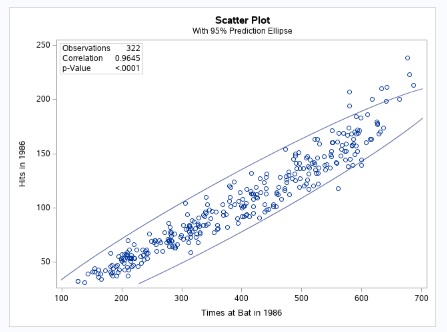 Scatter Plot
With 95% Prediction Ellipse
Observations 322
Correlation 0.9645
p-Value <.0001
250
200
150
100
50
Hits in 1986
100 200 300 400 500 600 700
Times at Bat in 1986